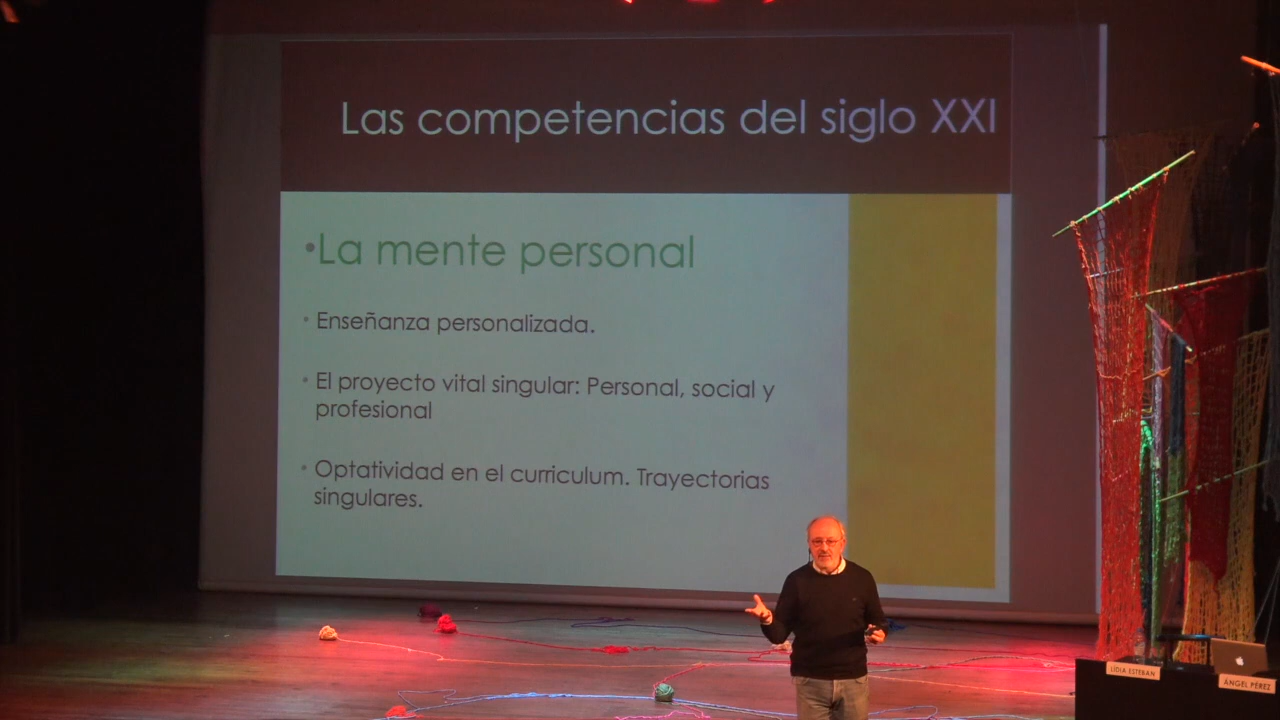 Las competencias del siglo XXI
•La mente personal
• Enseñanza personalizada.
• El proyecto vital singular: Personal, social y
profesional
• Optatividad en el curriculum. Trayectorias
singulares.
LIDIA ESTEBAN
ÁNGEL PÉREZ